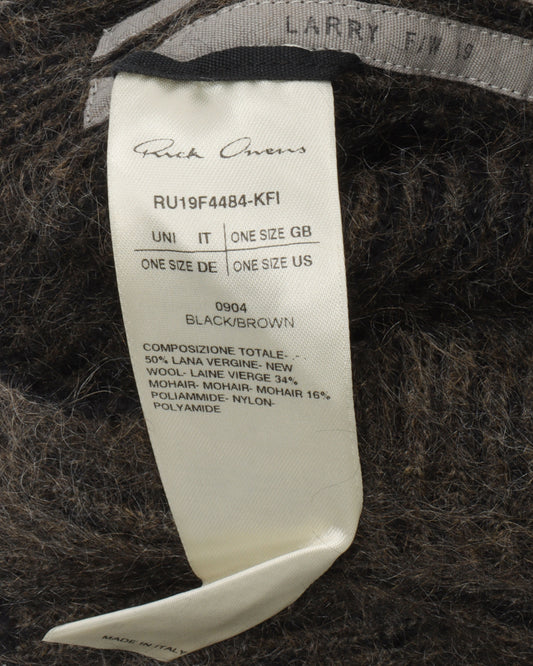 LARRY F/W 19
Rick Owens
RU19F4484-KFI
UNI IT ONE SIZE GB
ONE SIZE DE ONE SIZE US
0904
BLACK/BROWN
COMPOSIZIONE TOTALE- .-
50% LANA VERGINE- NEW
WOOL- LAINE VIERGE 34%
MOHAIR- MOHAIR- MOHAIR 16%
POLIAMMIDE- NYLON-
POLYAMIDE
MADE IN ITALY